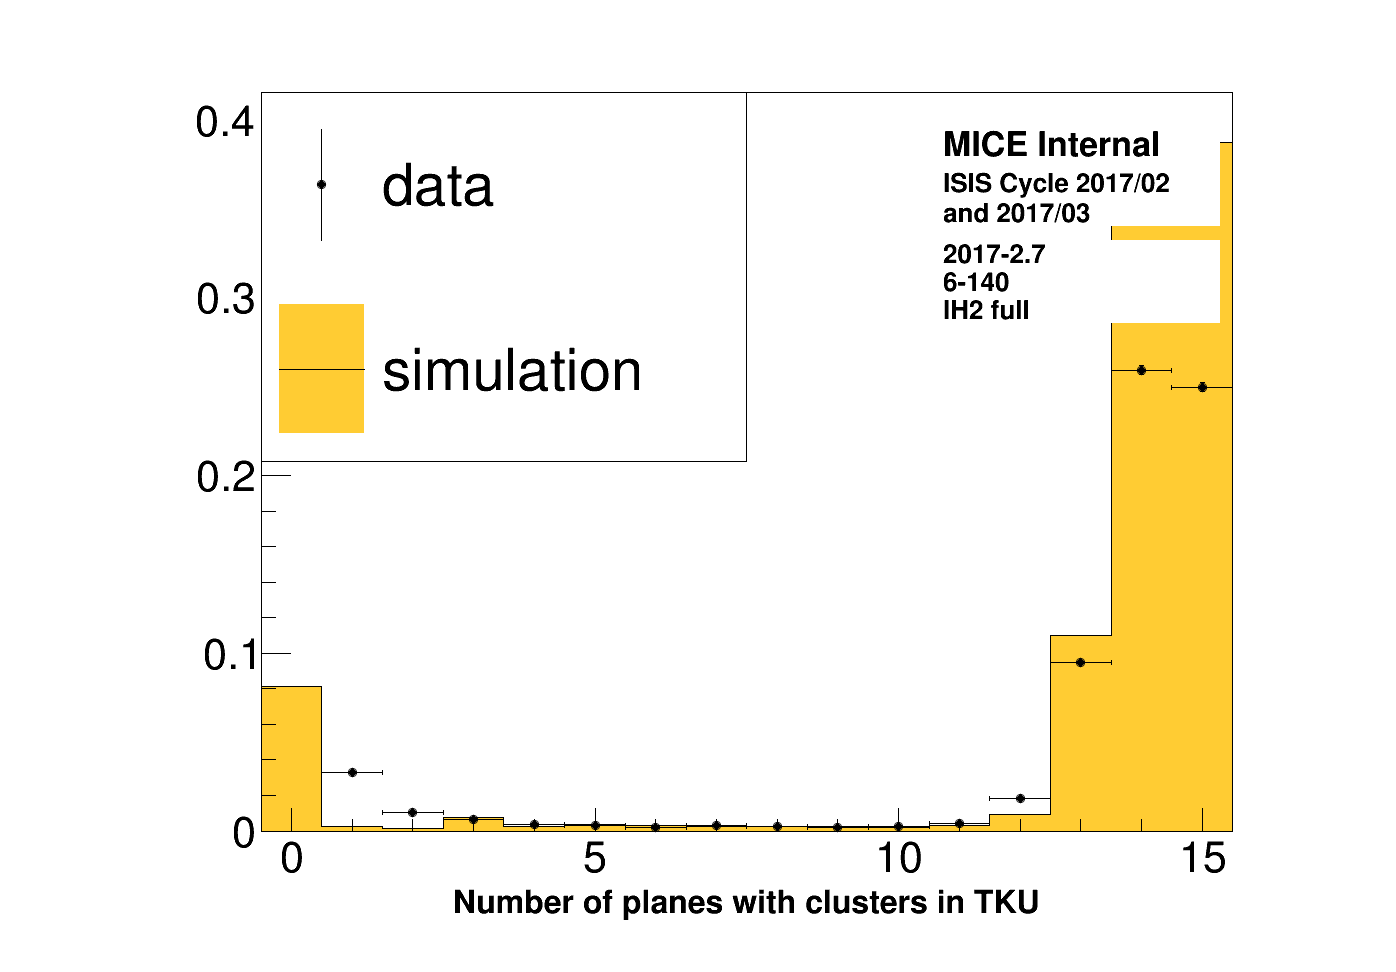 0.4
0.3
0.2
0.1
0
data
simulation
MICE Internal
ISIS Cycle 2017/02
and 2017/03
2017-2.7
6-140
lH2 full
0 5 10 15
Number of planes with clusters in TKU